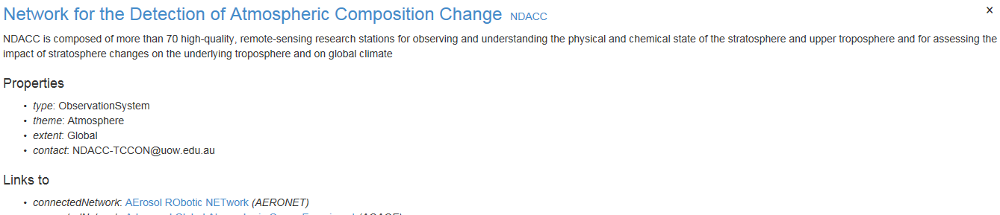 Network for the Detection of Atmospheric Composition Change NDACC ×
NDACC is composed of more than 70 high-quality, remote-sensing research stations for observing and understanding the physical and chemical state of the stratosphere and upper troposphere and for assessing the
impact of stratosphere changes on the underlying troposphere and on global climate
Properties
• type: ObservationSystem
• theme: Atmosphere
• extent: Global
• contact: NDACC-TCCON@uow.edu.au
Links to
• connectedNetwork: AErosol RObotic NETwork (AERONET)